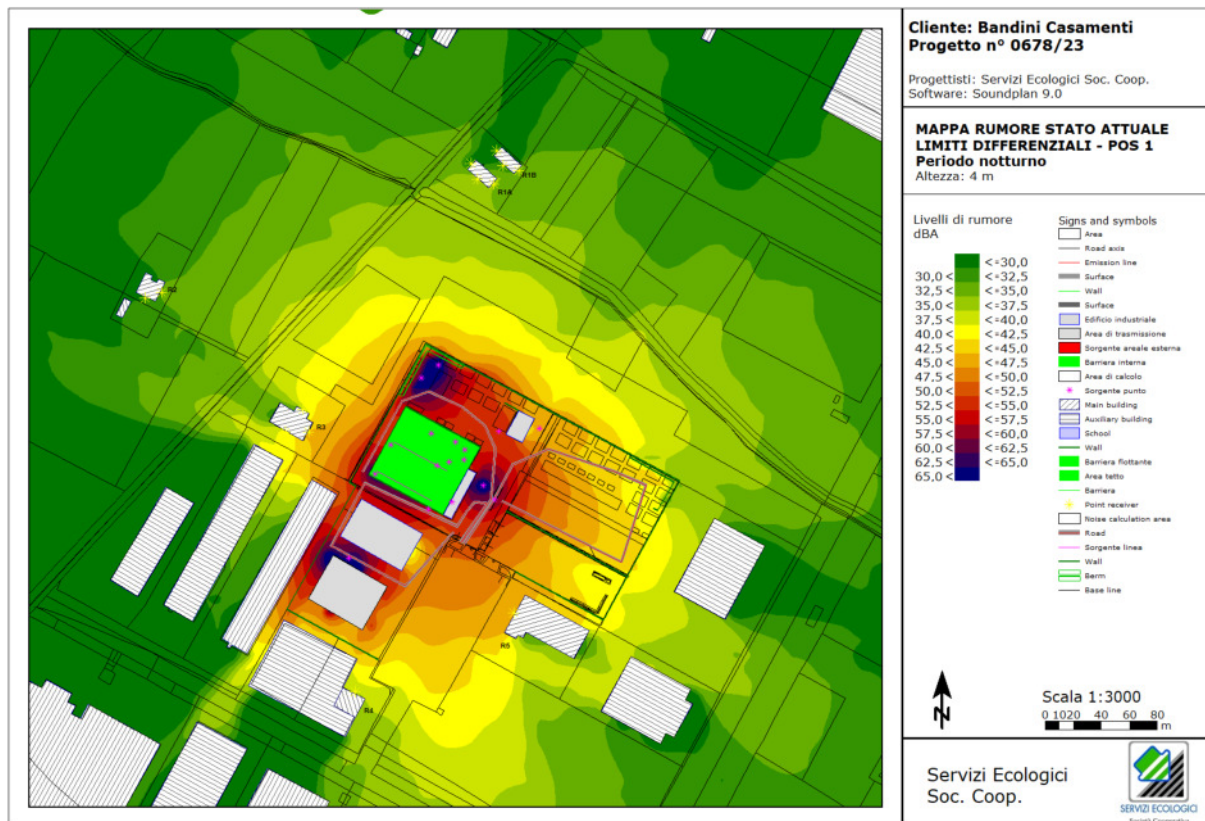 Cliente: Bandini Casamenti
Progetto n° 0678/23
Progettisti: Servizi Ecologici Soc. Coop.
Software: Soundplan 9.0
MAPPA RUMORE STATO ATTUALE
LIMITI DIFFERENZIALI - POS 1
Periodo notturno
Altezza: 4 m
Livelli di rumore
dBA
<=30,0
30,0 < <=32,5
32,5 < <=35,0
35,0 < <=37,5
37,5 < <=40,0
40,0 < <=42,5
42,5 < <=45,0
45,0 < <=47,5
47,5 < <=50,0
50,0 < <=52,5
52,5 < <=55,0
55,0 < <=57,5
57,5 < <=60,0
60,0 < <=62,5
62,5 < <=65,0
65,0 <
Signs and symbols
Area
Road axis
Emission line
Surface
Wall
Surface
Edificio industriale
Area di trasmissione
Sorgente areale esterna
Barriera interna
Area di calcolo
Sorgente punto
Main building
Auxiliary building
School
Wall
Barriera flottante
Area tetto
Barriera
Point receiver
Noise calculation area
Road
Sorgente linea
Wall
Berm
Base line
R1B
R1A
R2
R3
R5
R4
N
Scala 1:3000
0 10 20 40 60 80
m
Servizi Ecologici
Soc. Coop.
SERVIZI ECOLOGICI
Società Cooperativa